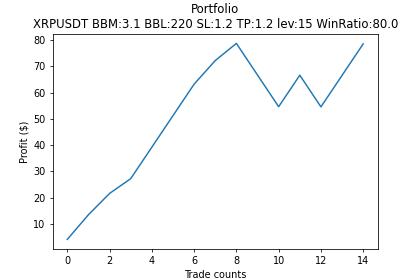 Portfolio
XRPUSDT BBM:3.1 BBL:220 SL:1.2 TP:1.2 lev:15 WinRatio:80.0
80
70
60
50
40
30
20
10
Profit ($)
0 2 4 6 8 10 12 14
Trade counts